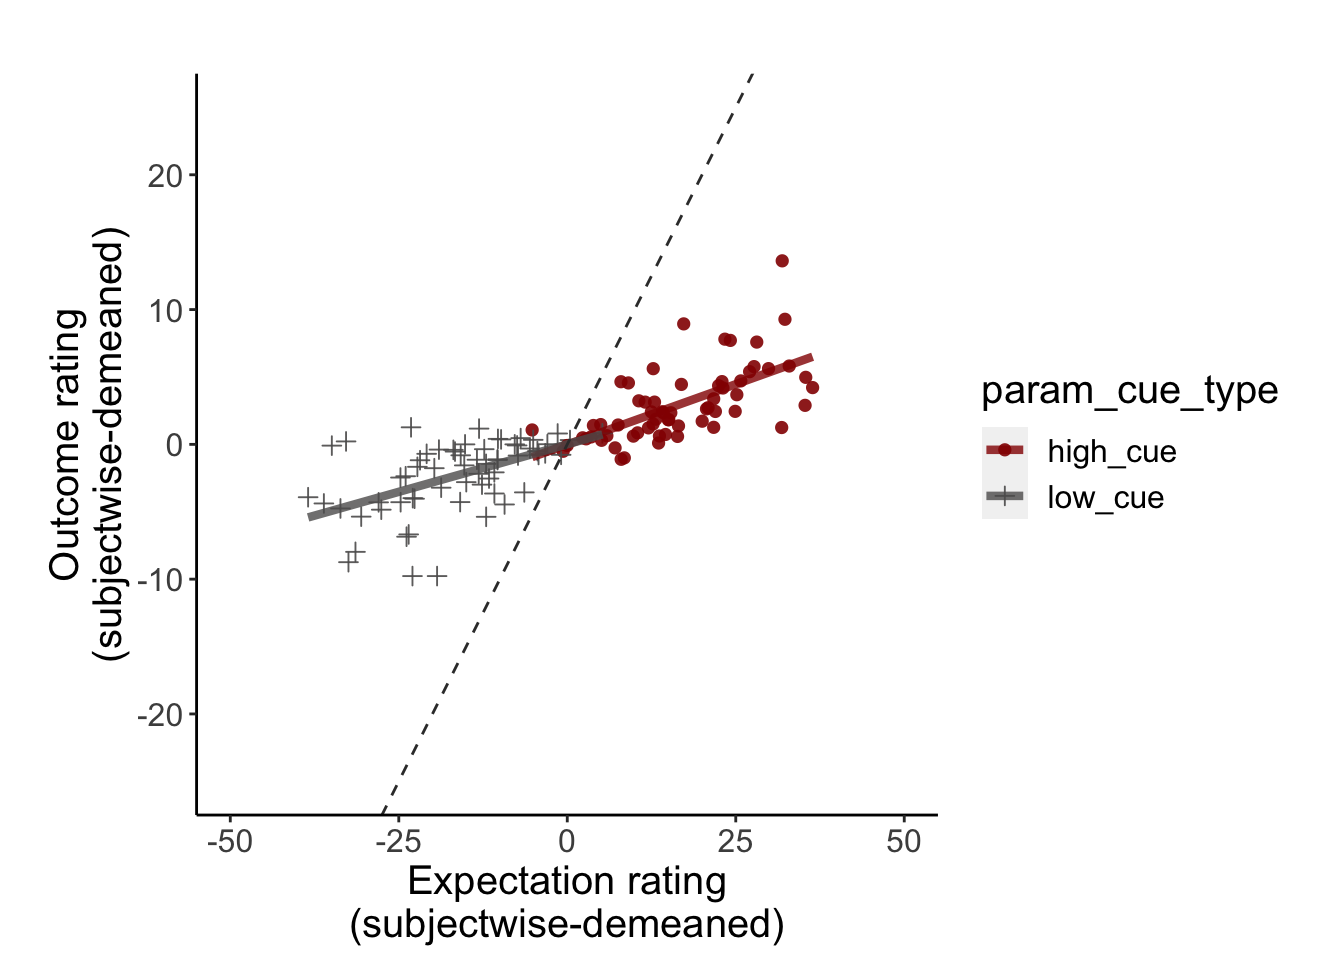 Outcome rating
(subjectwise-demeaned)
20
10
0
-10
-20
-50
-25
0
25
50
Expectation rating
(subjectwise-demeaned)
param_cue_type
high_cue
low_cue